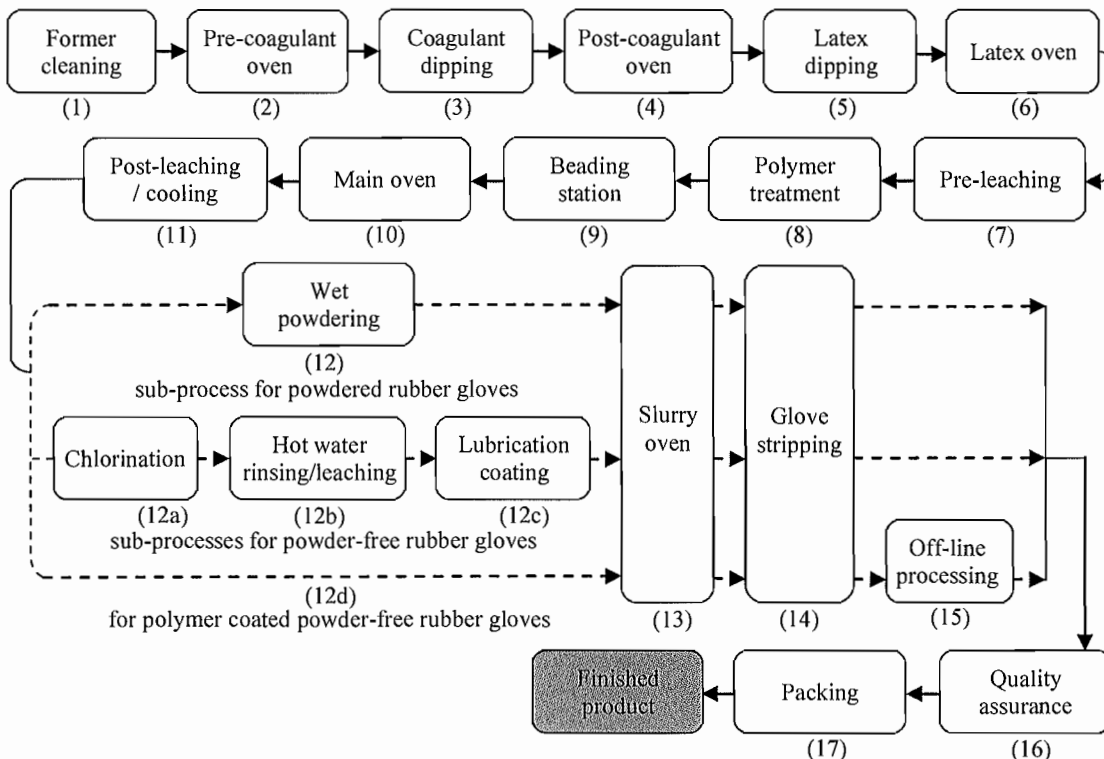 Former
cleaning
(1)
Pre-coagulant
oven
(2)
Coagulant
dipping
(3)
Post-coagulant
oven
(4)
Latex
dipping
(5)
Latex oven
(6)
Pre-leaching
(7)
Polymer
treatment
(8)
Beading
station
(9)
Main oven
(10)
Post-leaching
/ cooling
(11)
Wet
powdering
(12)
sub-process for powdered rubber gloves
Chlorination
(12a)
Hot water
rinsing/leaching
(12b)
Lubrication
coating
(12c)
sub-processes for powder-free rubber gloves
(12d)
for polymer coated powder-free rubber gloves
Slurry
oven
(13)
Glove
stripping
(14)
Off-line
processing
(15)
Quality
assurance
(16)
Packing
(17)
Finished
product